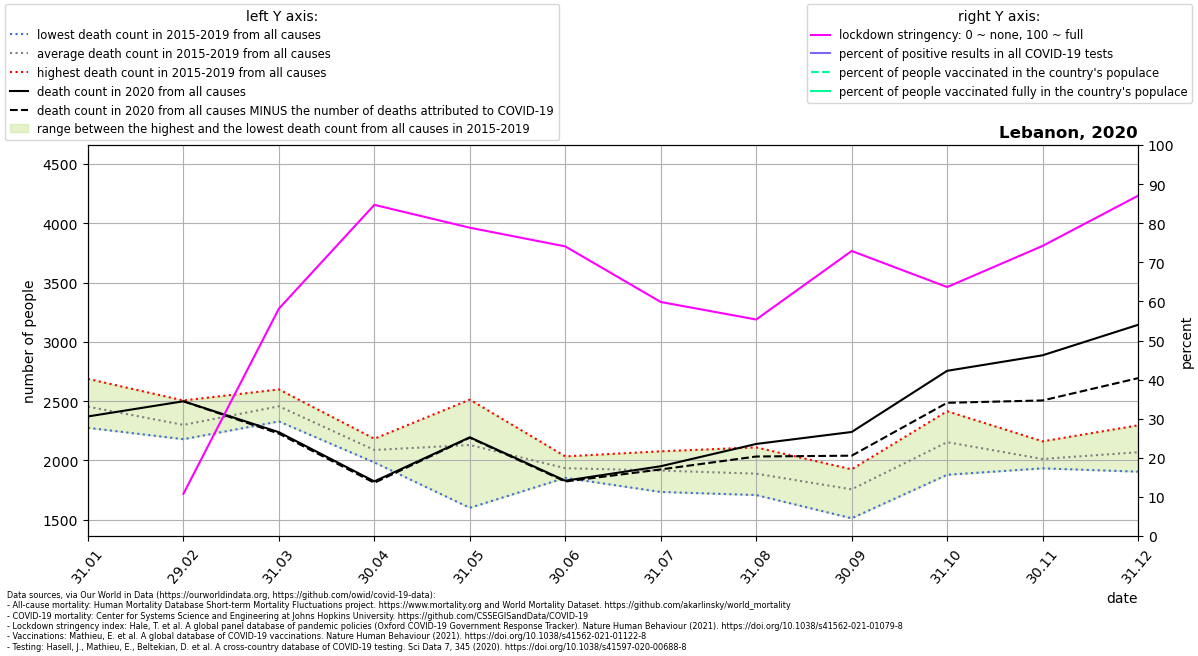 left Y axis:
lowest death count in 2015-2019 from all causes
average death count in 2015-2019 from all causes
highest death count in 2015-2019 from all causes
death count in 2020 from all causes
death count in 2020 from all causes MINUS the number of deaths attributed to COVID-19
range between the highest and the lowest death count from all causes in 2015-2019
right Y axis:
lockdown stringency: 0 ~ none, 100 ~ full
percent of positive results in all COVID-19 tests
percent of people vaccinated in the country's populace
percent of people vaccinated fully in the country's populace
Lebanon, 2020
number of people
4500
4000
3500
3000
2500
2000
1500
100
90
80
70
60
50
40
30
20
10
0
percent
31.01
29.02
31.03
30.04
31.05
30.06
31.07
31.08
30.09
31.10
30.11
31.12
date
Data sources, via Our World in Data (https://ourworldindata.org, https://github.com/owid/covid-19-data):
- All-cause mortality: Human Mortality Database Short-term Mortality Fluctuations project. https://www.mortality.org and World Mortality Dataset. https://github.com/akarlinsky/world_mortality
- COVID-19 mortality: Center for Systems Science and Engineering at Johns Hopkins University. https://github.com/CSSEGISandData/COVID-19
- Lockdown stringency index: Hale, T. et al. A global panel database of pandemic policies (Oxford COVID-19 Government Response Tracker). Nature Human Behaviour (2021). https://doi.org/10.1038/s41562-021-01079-8
- Vaccinations: Mathieu, E. et al. A global database of COVID-19 vaccinations. Nature Human Behaviour (2021). https://doi.org/10.1038/s41562-021-01122-8
- Testing: Hasell, J., Mathieu, E., Beltekian, D. et al. A cross-country database of COVID-19 testing. Sci Data 7, 345 (2020). https://doi.org/10.1038/s41597-020-00688-8